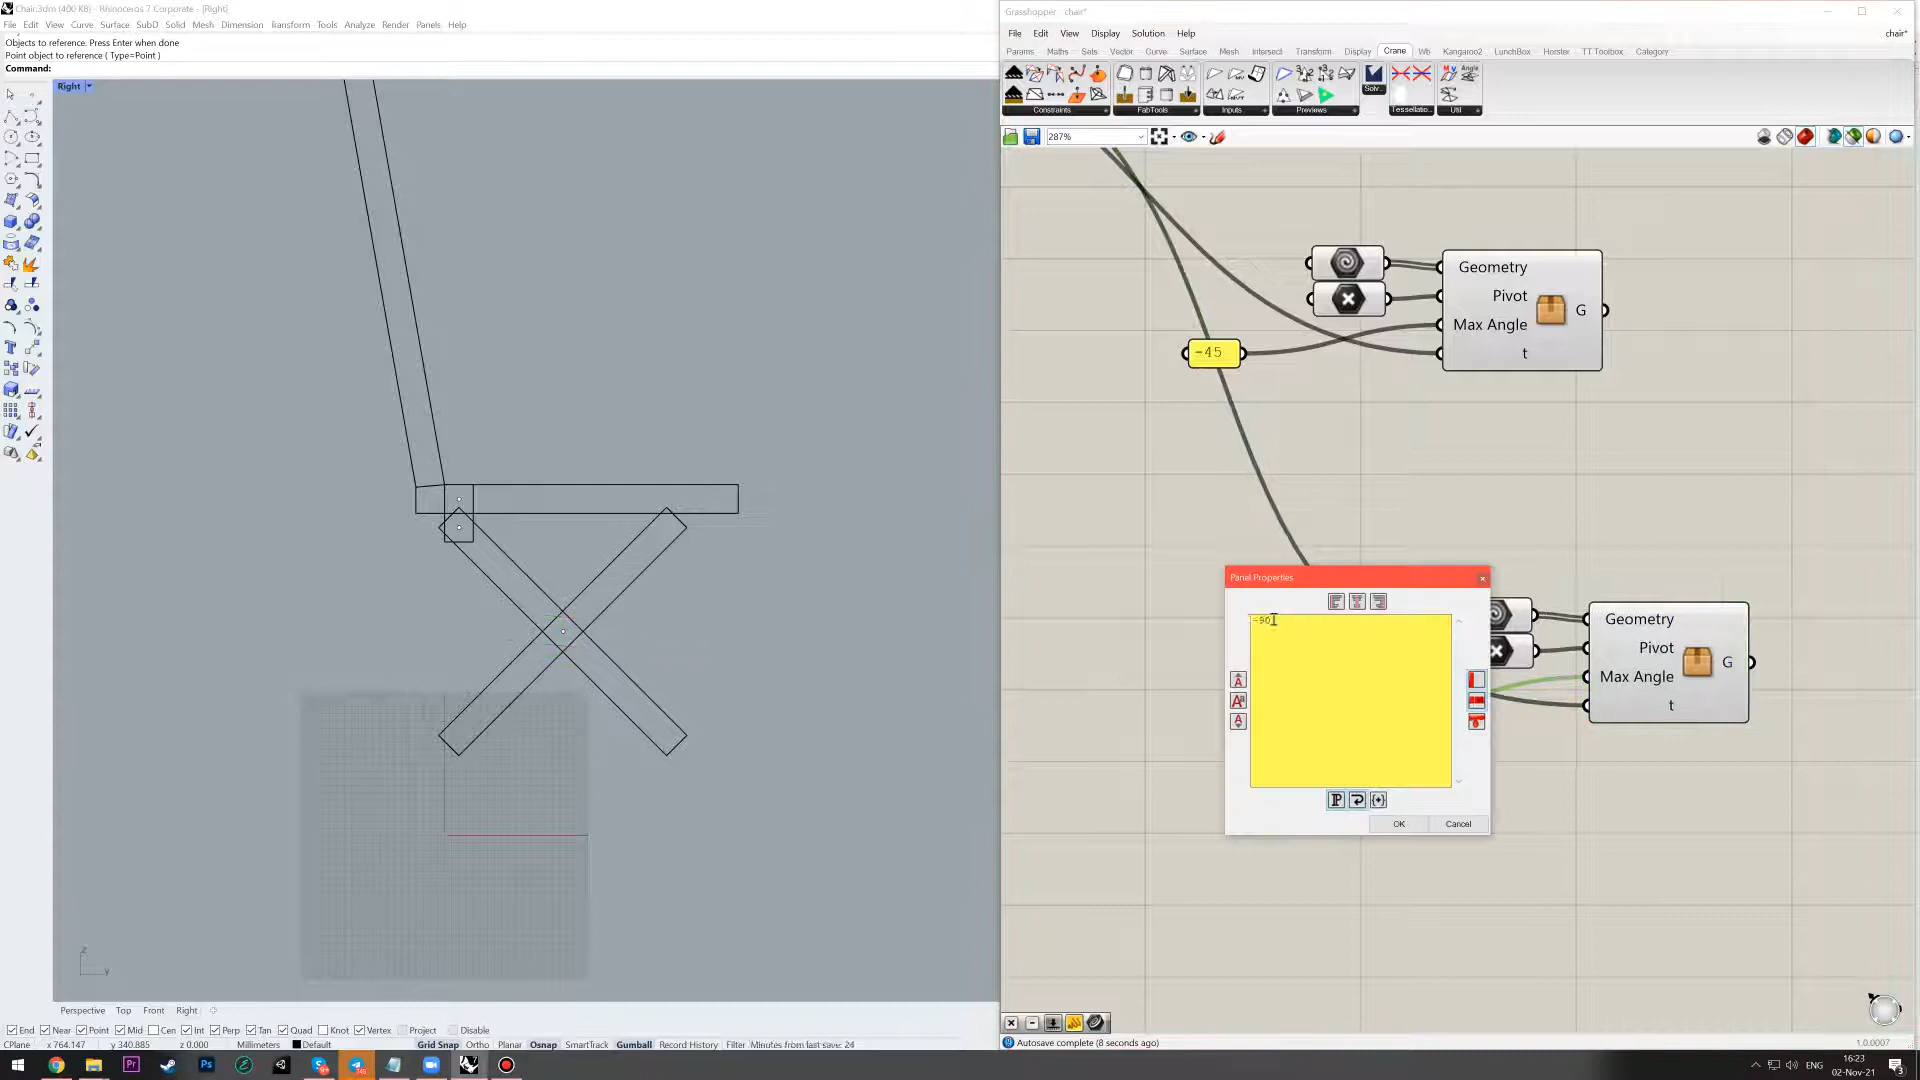 Chair.3dm (400 KB) - Rhinoceros 7 Corporate - [Right]
File Edit View Curve Surface SubD Solid Mesh Dimension Transform Tools Analyze Render Panels Help
Objects to reference. Press Enter when done
Point object to reference ( Type=Point )
Command:
Right
z
y
Perspective Top Front Right
End Near Point Mid Cen Int Perp Tan Quad Knot Vertex Project Disable
CPlane x 764.147 y 340.885 z 0.000 Millimeters Default Grid Snap Ortho Planar Osnap SmartTrack Gumball Record History Filter Minutes from last save: 24
Grasshopper - chair*
File Edit View Display Solution Help
chair*
Params Maths Sets Vector Curve Surface Mesh Intersect Transform Display Crane Wb Kangaroo2 LunchBox Horster TT Toolbox Category
Angle
Solv...
Constraints FabTools Inputs Previews Tessellatio... Util
287%
Geometry
Pivot
Max Angle
G
t
-45
Panel Properties
-90
OK
Cancel
Geometry
Pivot
Max Angle
G
t
Autosave complete (8 seconds ago)
1.0.0007
ENG
16:23
02-Nov-21